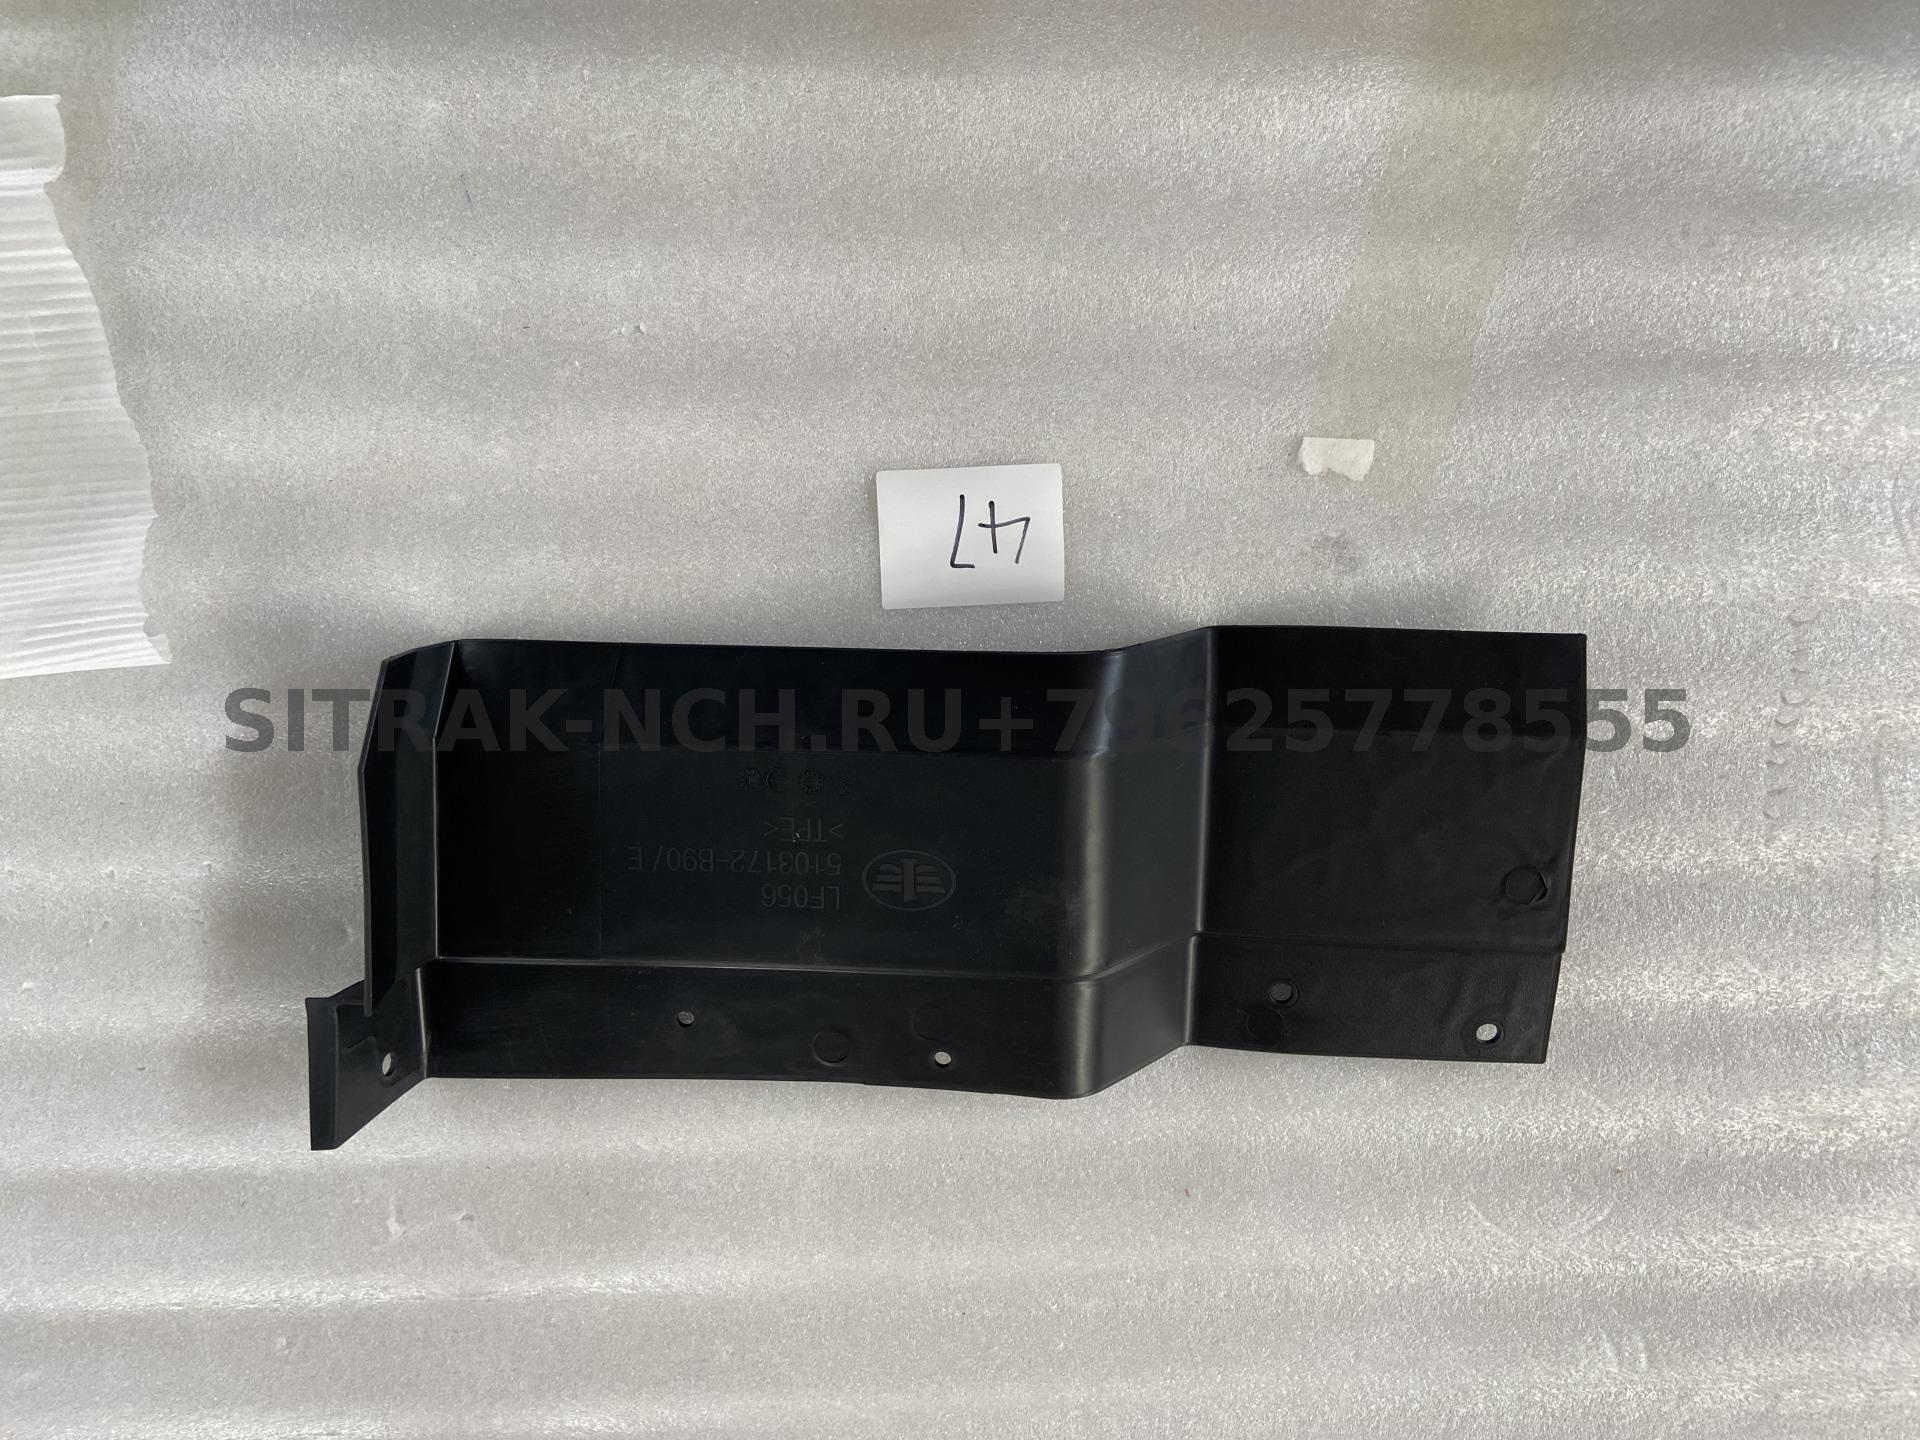 47
SITRAK-NCH.RU+79625778555
LF056
5103172-B90/E
>TPE<